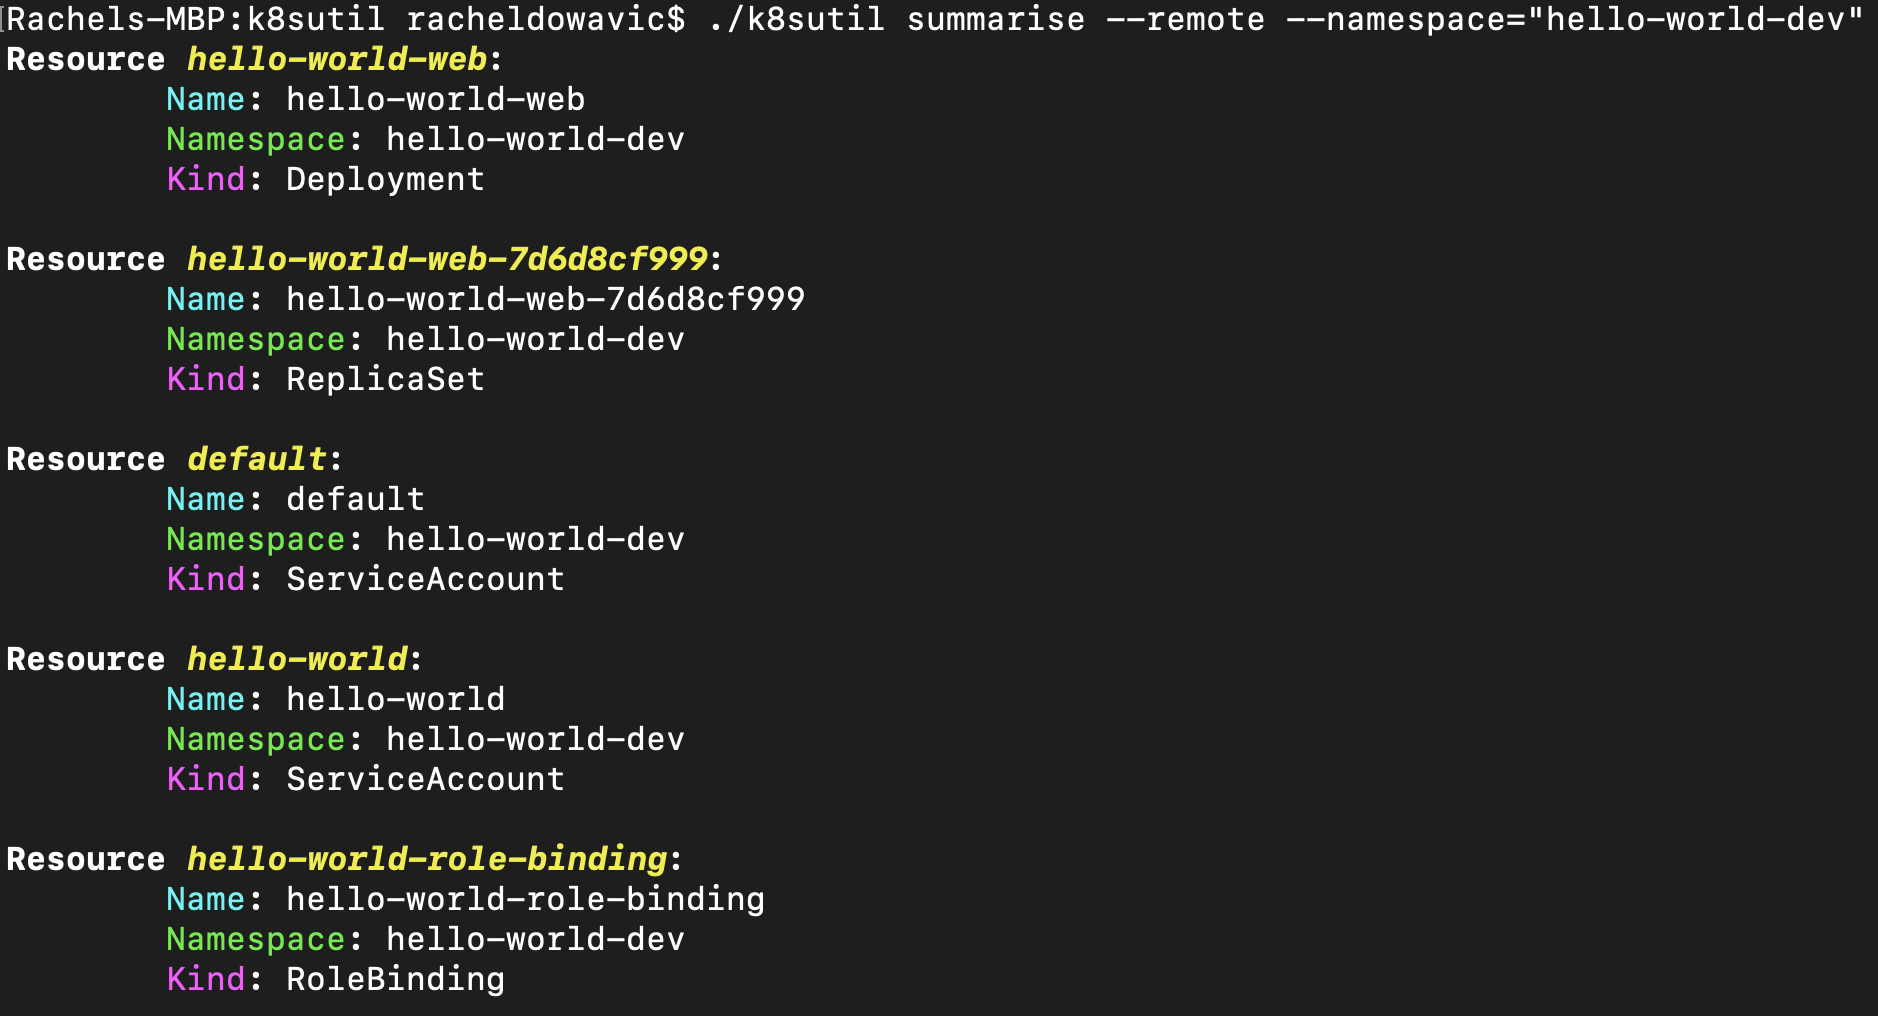 Rachels-MBP:k8sutil racheldowavic$ ./k8sutil summarise --remote --namespace="hello-world-dev"
Resource hello-world-web:
Name: hello-world-web
Namespace: hello-world-dev
Kind: Deployment
Resource hello-world-web-7d6d8cf999:
Name: hello-world-web-7d6d8cf999
Namespace: hello-world-dev
Kind: ReplicaSet
Resource default:
Name: default
Namespace: hello-world-dev
Kind: ServiceAccount
Resource hello-world:
Name: hello-world
Namespace: hello-world-dev
Kind: ServiceAccount
Resource hello-world-role-binding:
Name: hello-world-role-binding
Namespace: hello-world-dev
Kind: RoleBinding